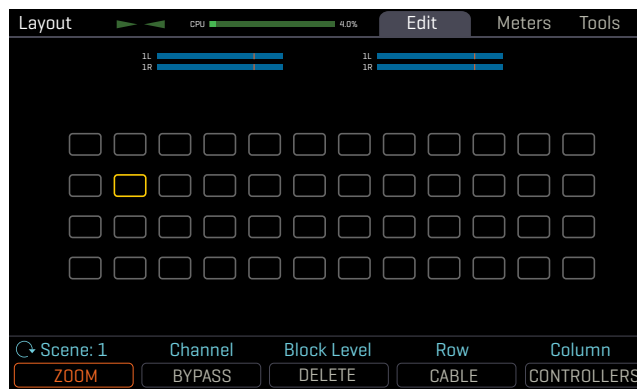 Layout CPU 4.0% Edit Meters Tools
1L 1L
1R 1R
Scene: 1 Channel Block Level Row Column
ZOOM BYPASS DELETE CABLE CONTROLLERS